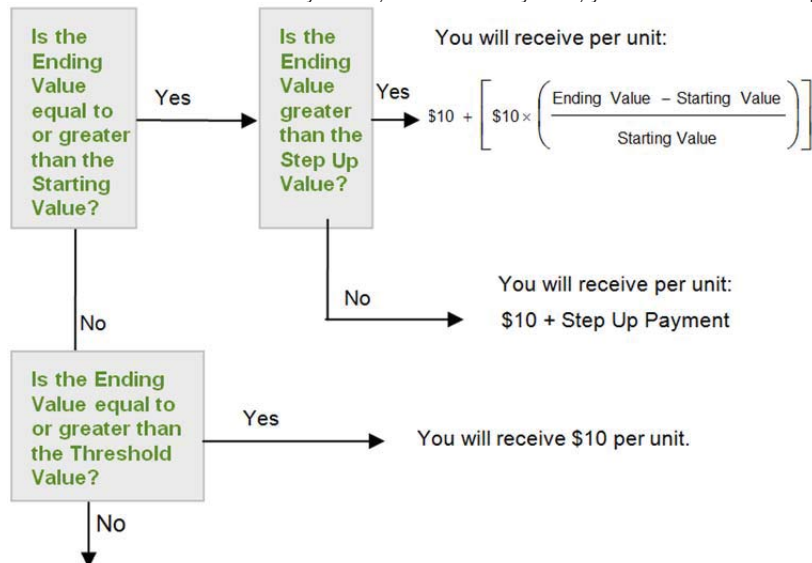 Is the
Ending
Value
equal to
or greater
than the
Starting
Value?
Yes
Is the
Ending
Value
greater
than the
Step Up
Value?
Yes
You will receive per unit:
$10 + [ $10 × ( Ending Value – Starting Value
Starting Value ) ]
No
You will receive per unit:
$10 + Step Up Payment
No
Is the Ending
Value equal to
or greater than
the Threshold
Value?
Yes
You will receive $10 per unit.
No